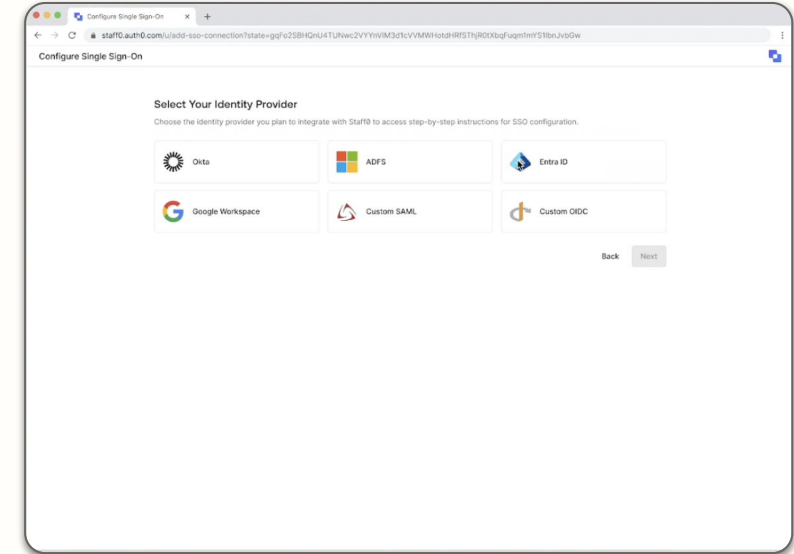 Configure Single Sign-On
staff0.auth0.com/u/add-sso-connection?state=gqFo2SBHQnU4TUNwc2VYYnVIM3d1cVVMWHotdHRfSThjR0tXbqFuqm1mYS1lbnJvbGw
Configure Single Sign-On
Select Your Identity Provider
Choose the identity provider you plan to integrate with Staff0 to access step-by-step instructions for SSO configuration.
Okta
ADFS
Entra ID
Google Workspace
Custom SAML
Custom OIDC
Back
Next